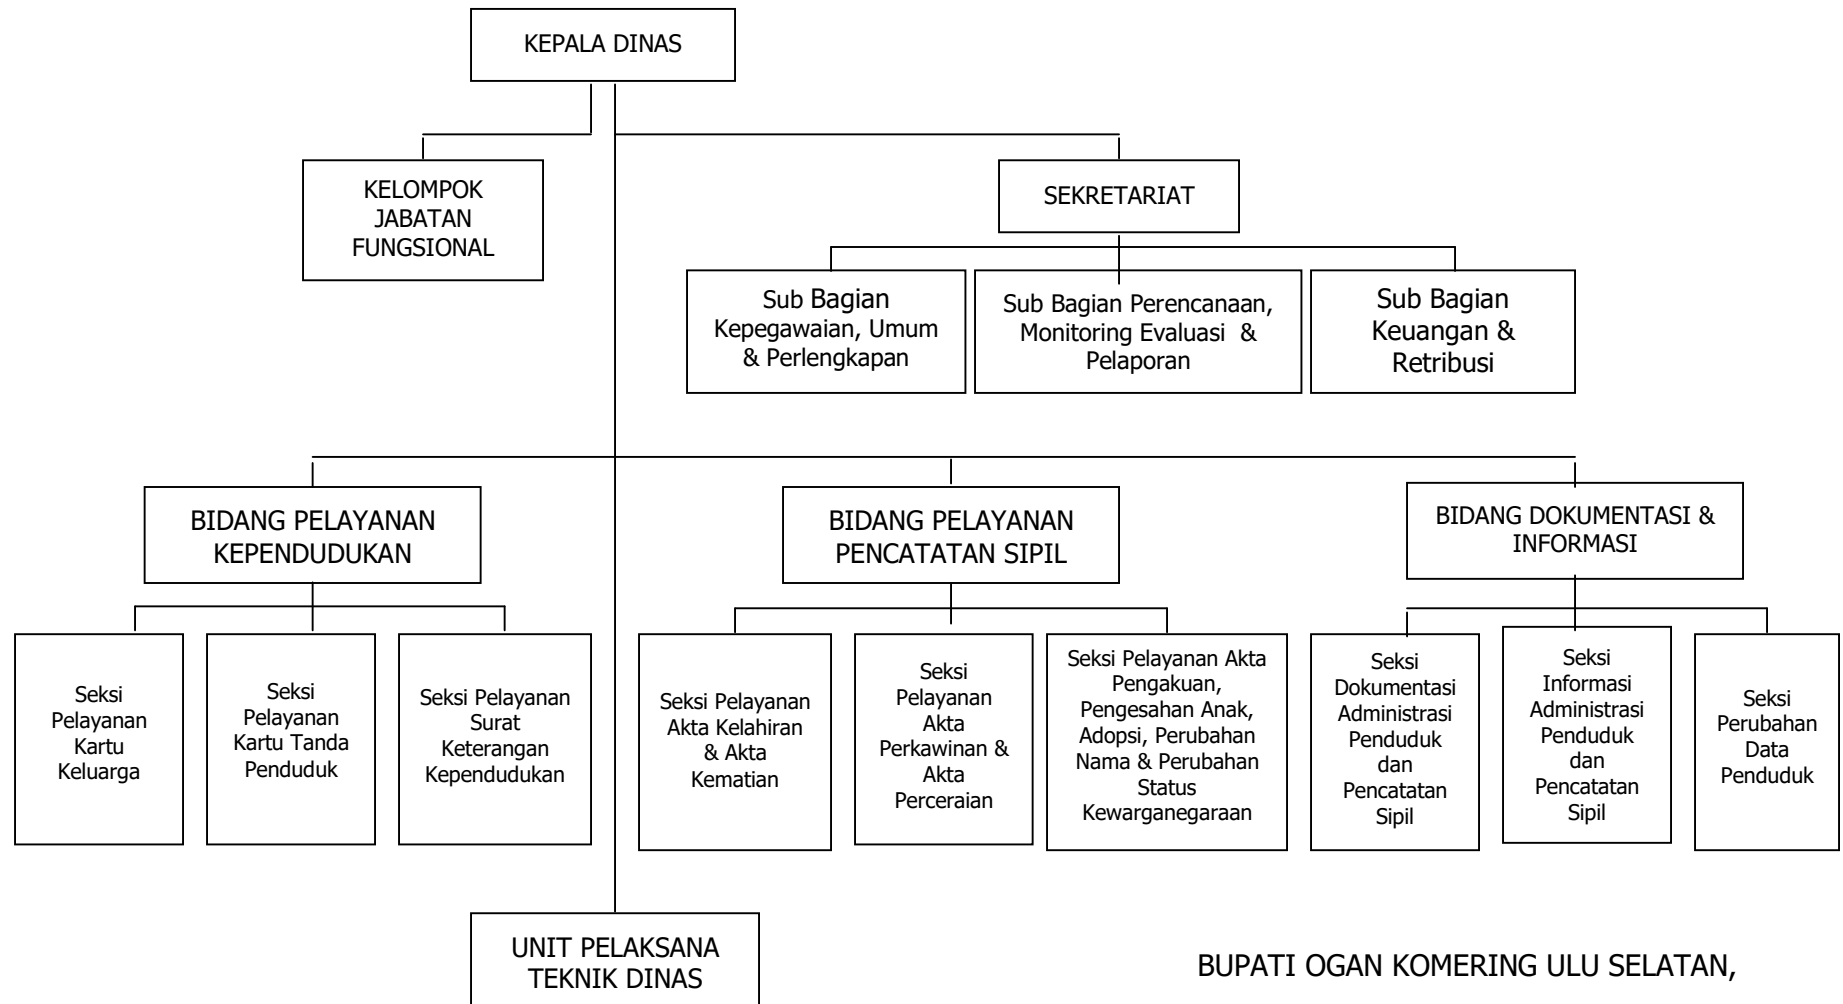 KEPALA DINAS
KELOMPOK
JABATAN
FUNGSIONAL
SEKRETARIAT
Sub Bagian
Kepegawaian, Umum
& Perlengkapan
Sub Bagian Perencanaan,
Monitoring Evaluasi &
Pelaporan
Sub Bagian
Keuangan &
Retribusi
BIDANG PELAYANAN
KEPENDUDUKAN
BIDANG PELAYANAN
PENCATATAN SIPIL
BIDANG DOKUMENTASI &
INFORMASI
Seksi
Pelayanan
Kartu
Keluarga
Seksi
Pelayanan
Kartu Tanda
Penduduk
Seksi Pelayanan
Surat
Keterangan
Kependudukan
Seksi Pelayanan
Akta Kelahiran
& Akta
Kematian
Seksi
Pelayanan
Akta
Perkawinan &
Akta
Perceraian
Seksi Pelayanan Akta
Pengakuan,
Pengesahan Anak,
Adopsi, Perubahan
Nama & Perubahan
Status
Kewarganegaraan
Seksi
Dokumentasi
Administrasi
Penduduk
dan
Pencatatan
Sipil
Seksi
Informasi
Administrasi
Penduduk
dan
Pencatatan
Sipil
Seksi
Perubahan
Data
Penduduk
UNIT PELAKSANA
TEKNIK DINAS
BUPATI OGAN KOMERING ULU SELATAN,